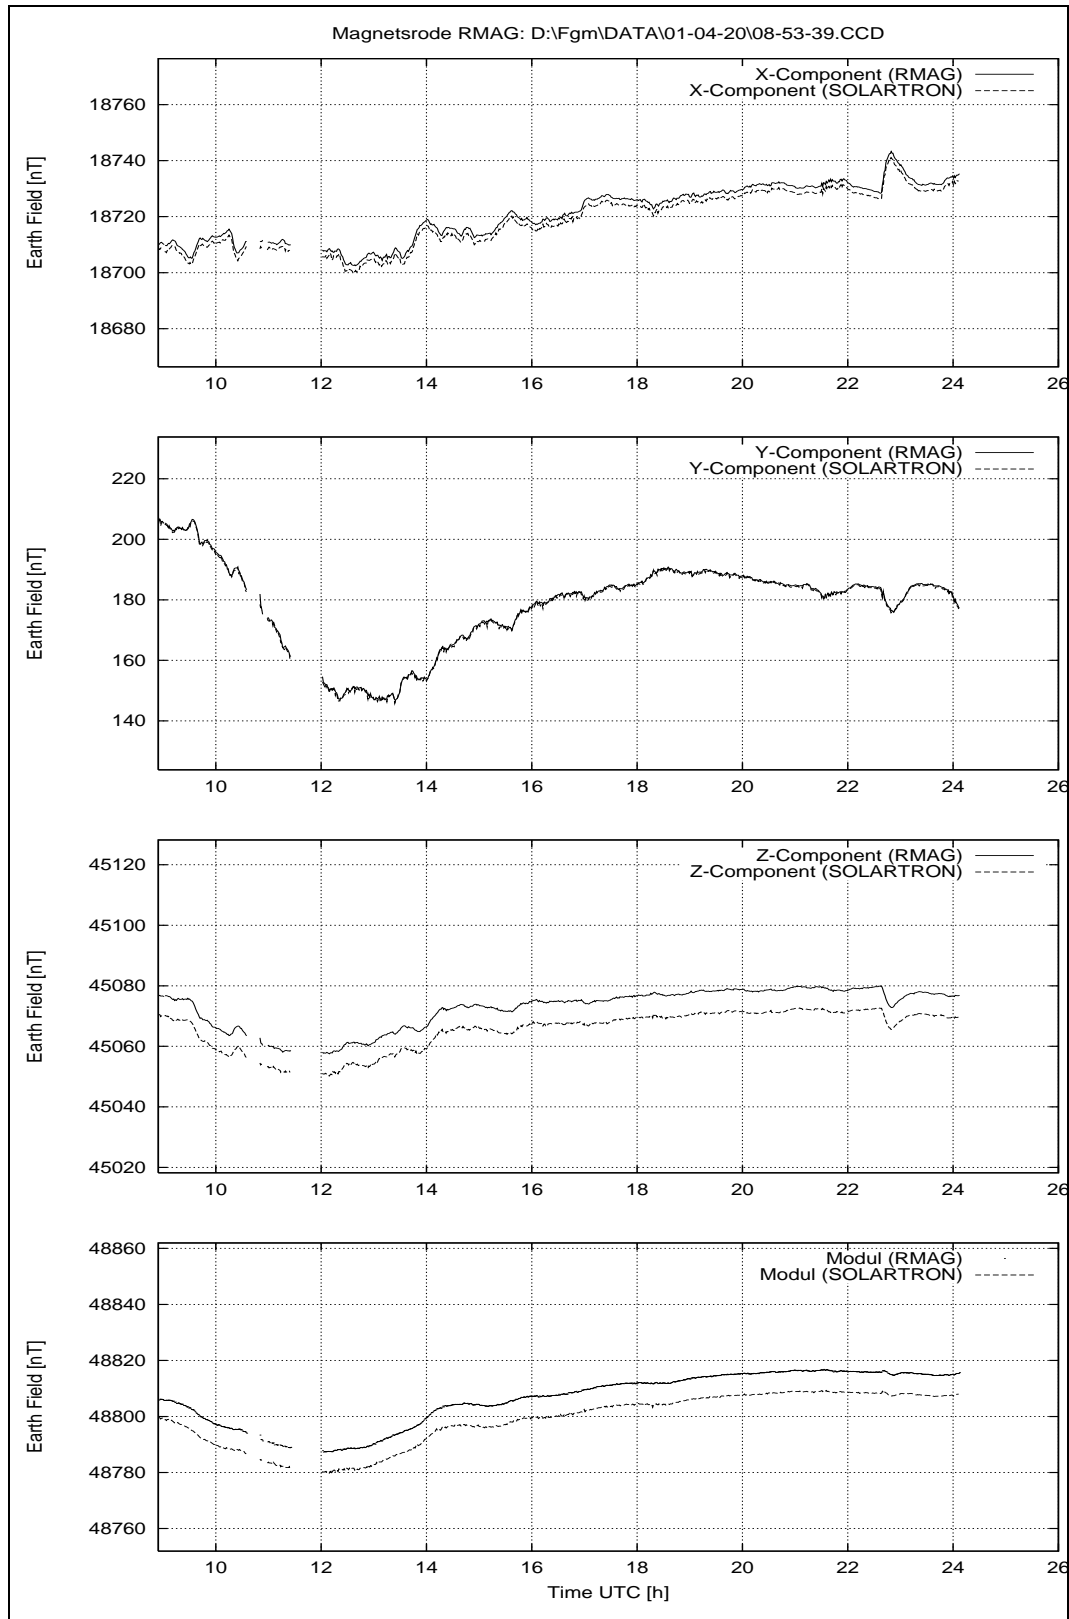 Magnetsrode RMAG: D:\Fgm\DATA\01-04-20\08-53-39.CCD
X-Component (RMAG)
X-Component (SOLARTRON)
18760
18740
18720
18700
18680
Earth Field [nT]
10 12 14 16 18 20 22 24 26
Y-Component (RMAG)
Y-Component (SOLARTRON)
220
200
180
160
140
Earth Field [nT]
10 12 14 16 18 20 22 24 26
Z-Component (RMAG)
Z-Component (SOLARTRON)
45120
45100
45080
45060
45040
45020
Earth Field [nT]
10 12 14 16 18 20 22 24 26
Modul (RMAG)
Modul (SOLARTRON)
48860
48840
48820
48800
48780
48760
Earth Field [nT]
10 12 14 16 18 20 22 24 26
Time UTC [h]